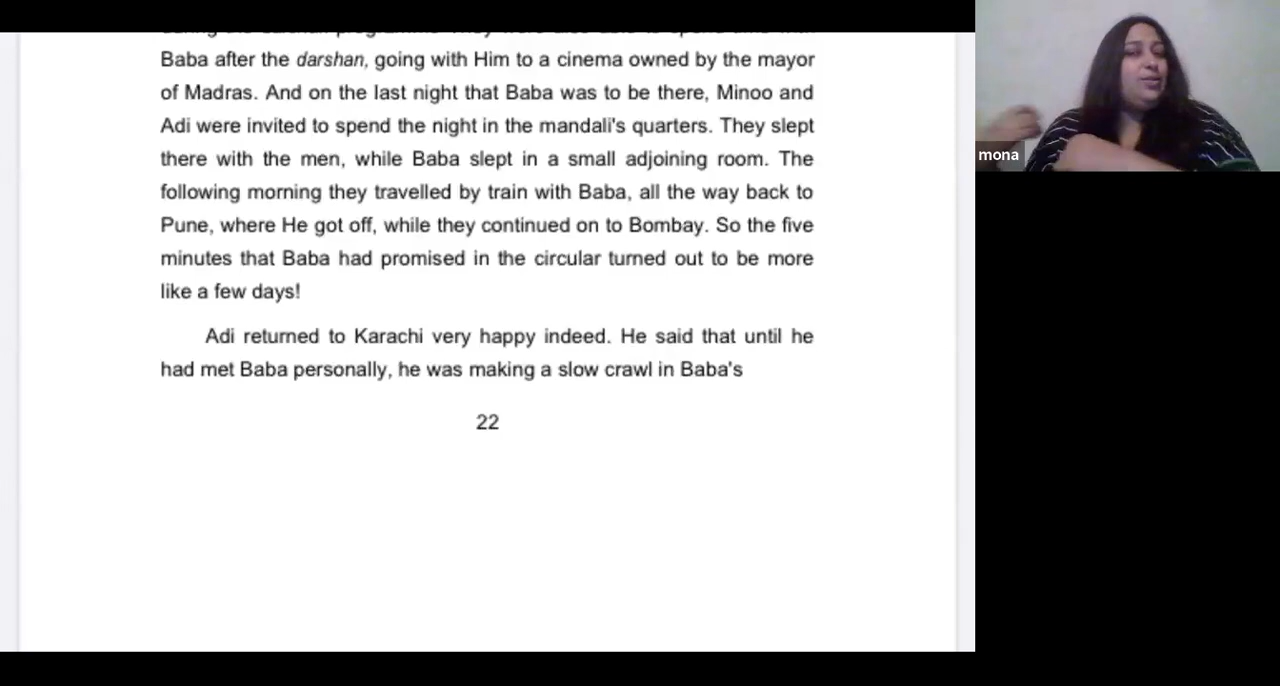 Baba after the darshan, going with Him to a cinema owned by the mayor
of Madras. And on the last night that Baba was to be there, Minoo and
Adi were invited to spend the night in the mandali's quarters. They slept
there with the men, while Baba slept in a small adjoining room. The
following morning they travelled by train with Baba, all the way back to
Pune, where He got off, while they continued on to Bombay. So the five
minutes that Baba had promised in the circular turned out to be more
like a few days!
Adi returned to Karachi very happy indeed. He said that until he
had met Baba personally, he was making a slow crawl in Baba's
22
mona